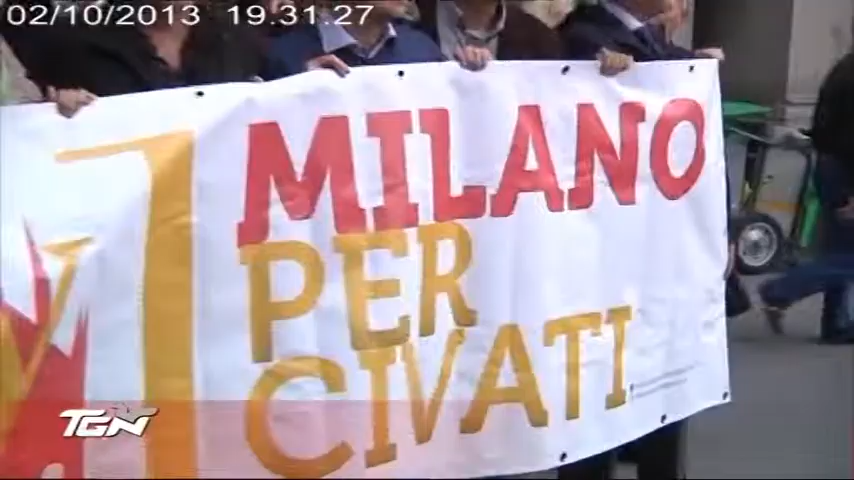 02/10/2013 19.31.27
MILANO
PER
CIVATI
TGN